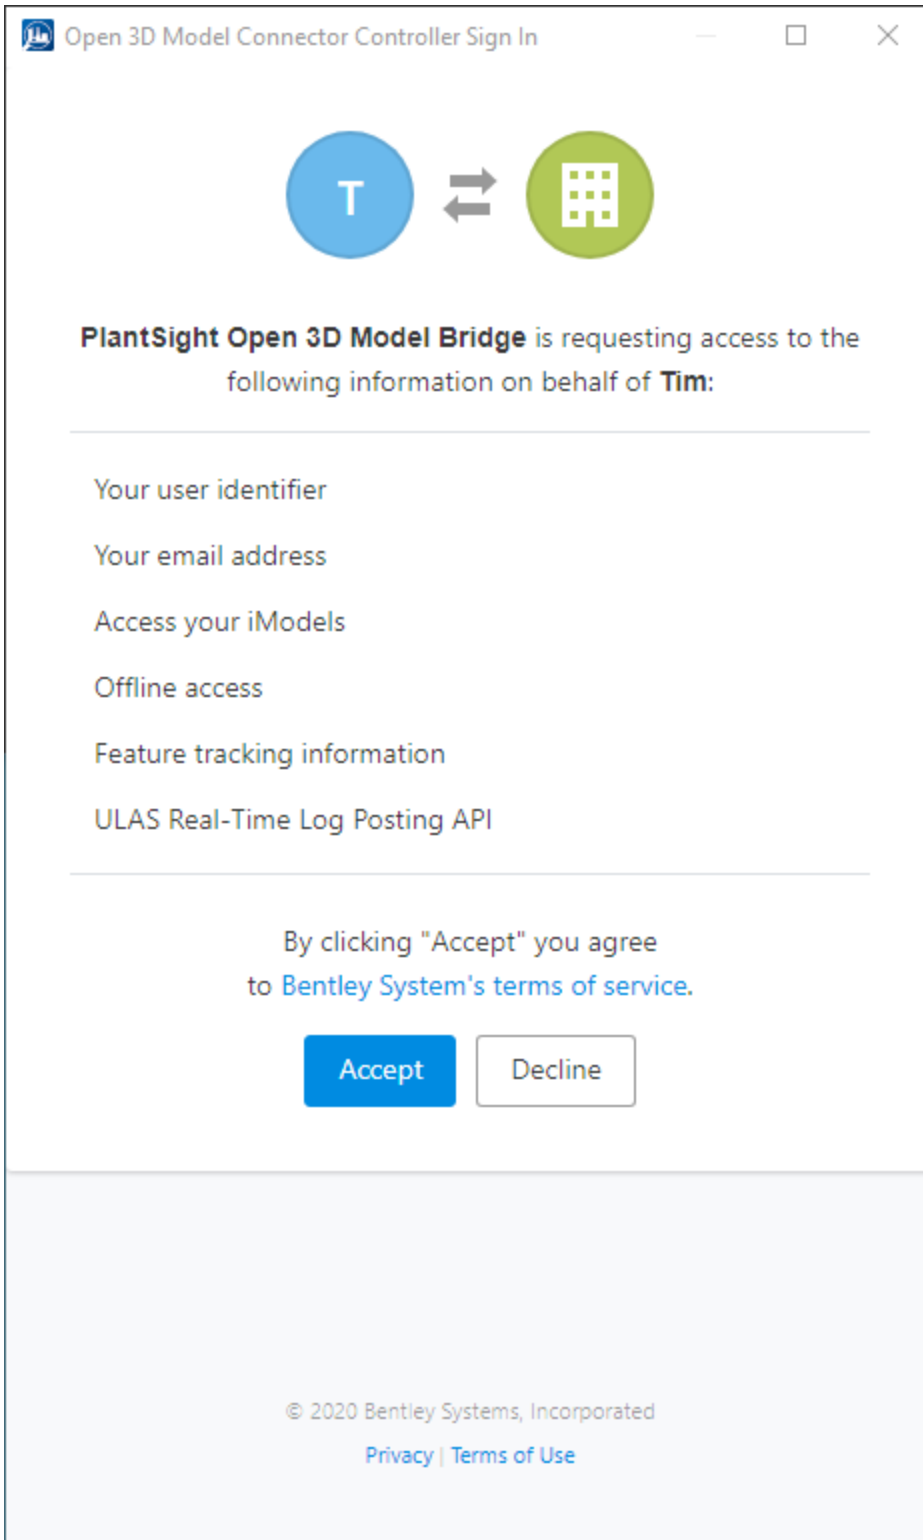 Open 3D Model Connector Controller Sign In
T
PlantSight Open 3D Model Bridge is requesting access to the
following information on behalf of Tim:
Your user identifier
Your email address
Access your iModels
Offline access
Feature tracking information
ULAS Real-Time Log Posting API
By clicking "Accept" you agree
to Bentley System's terms of service.
Accept Decline
© 2020 Bentley Systems, Incorporated
Privacy | Terms of Use